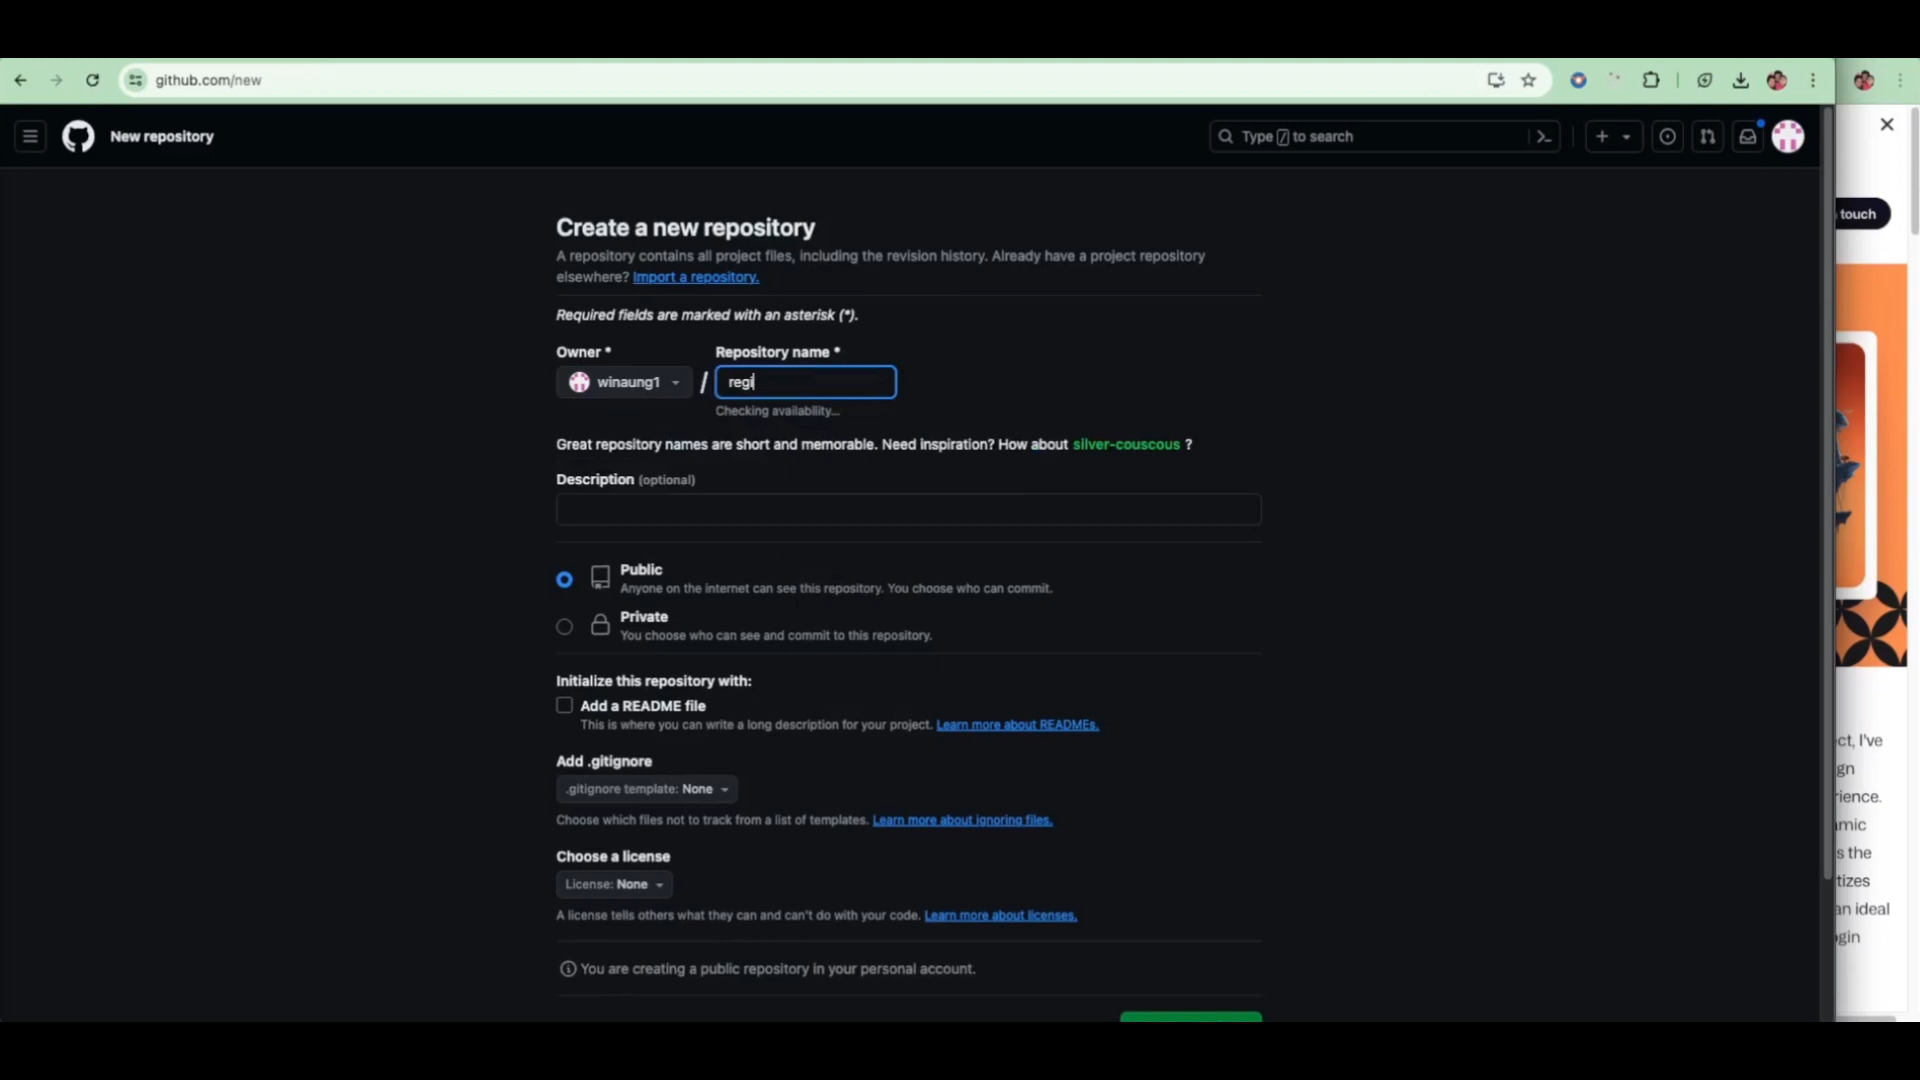 github.com/new
New repository
Type / to search
touch
Create a new repository
A repository contains all project files, including the revision history. Already have a project repository
elsewhere? Import a repository.
Required fields are marked with an asterisk (*).
Owner *
Repository name *
winaung1
/
regi
Checking availability...
Great repository names are short and memorable. Need inspiration? How about silver-couscous ?
Description (optional)
Public
Anyone on the internet can see this repository. You choose who can commit.
Private
You choose who can see and commit to this repository.
Initialize this repository with:
Add a README file
This is where you can write a long description for your project. Learn more about READMEs.
Add .gitignore
.gitignore template: None
Choose which files not to track from a list of templates. Learn more about ignoring files.
Choose a license
License: None
A license tells others what they can and can't do with your code. Learn more about licenses.
You are creating a public repository in your personal account.
ct, I've
gn
rience.
amic
s the
tizes
an ideal
gin